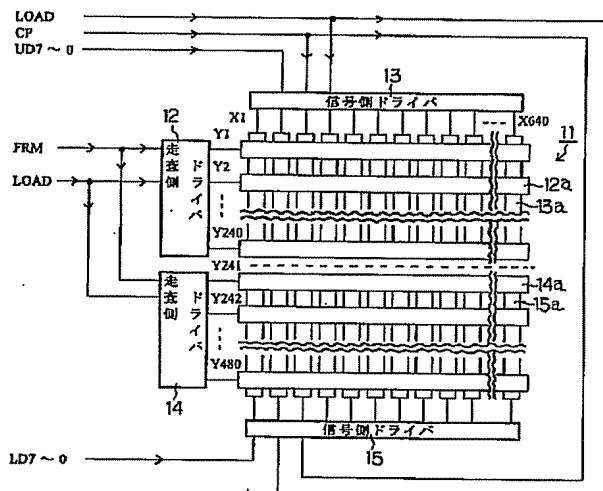 LOAD
CP
UD7～0
13
信号側ドライバ
X1
X640
11
12
FRM
LOAD
走査側
ドライバ
Y1
Y2
Y240
12a
13a
Y241
Y242
Y480
14a
15a
走査側
ドライバ
14
信号側ドライバ
15
LD7～0